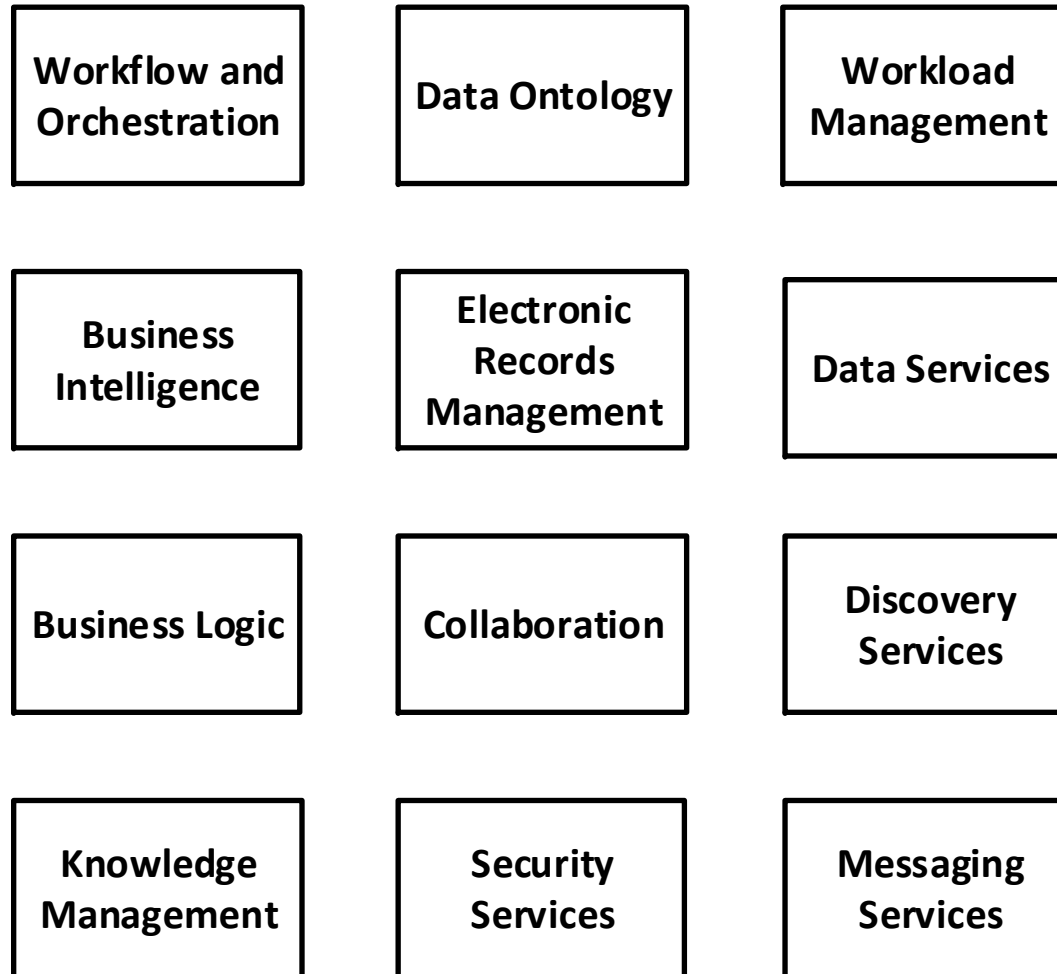 Workflow and
Orchestration
Data Ontology
Workload
Management
Business
Intelligence
Electronic
Records
Management
Data Services
Business Logic
Collaboration
Discovery
Services
Knowledge
Management
Security
Services
Messaging
Services